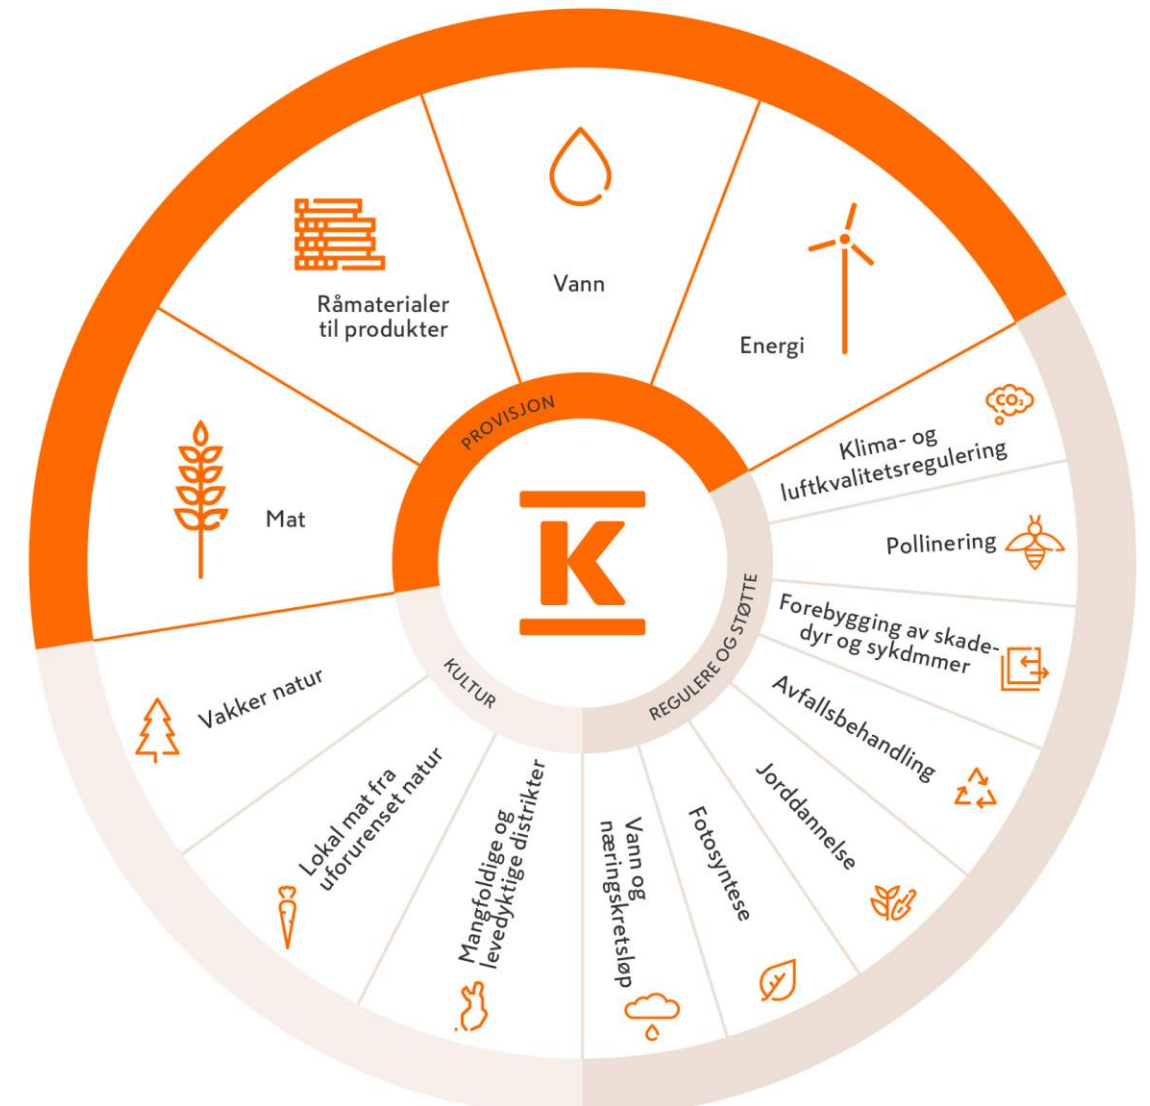 PROVISJON
Mat
Råmaterialer
til produkter
Vann
Energi
REGULERE OG STØTTE
Klima- og
luftkvalitetsregulering
CO₂
Pollinering
Forebygging av skade-
dyr og sykdmmer
Avfallsbehandling
Jorddannelse
Fotosyntese
Vann og
næringskretsløp
KULTUR
Mangfoldige og
levedyktige distrikter
Lokal mat fra
uforurenset natur
Vakker natur
K